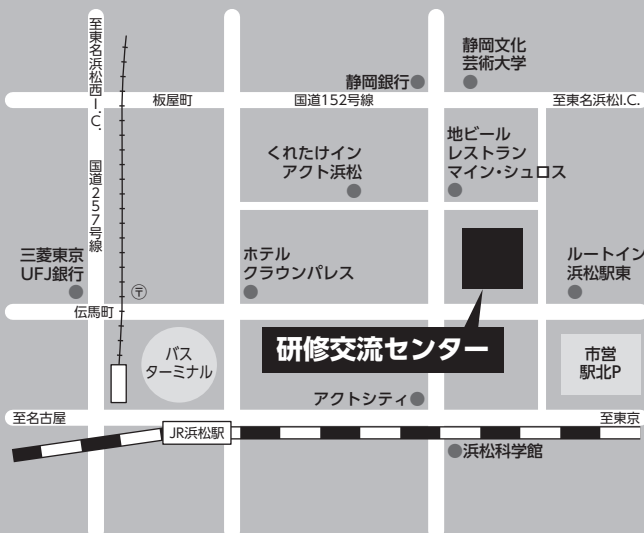 至東名浜松西I.C.
国道257号線
静岡銀行
静岡文化
芸術大学
板屋町
国道152号線
至東名浜松I.C.
くれたけイン
アクト浜松
地ビール
レストラン
マイン・シュロス
三菱東京
UFJ銀行
ホテル
クラウンパレス
ルートイン
浜松駅東
〒
伝馬町
バス
ターミナル
研修交流センター
市営
駅北P
アクトシティ
至名古屋
至東京
JR浜松駅
浜松科学館